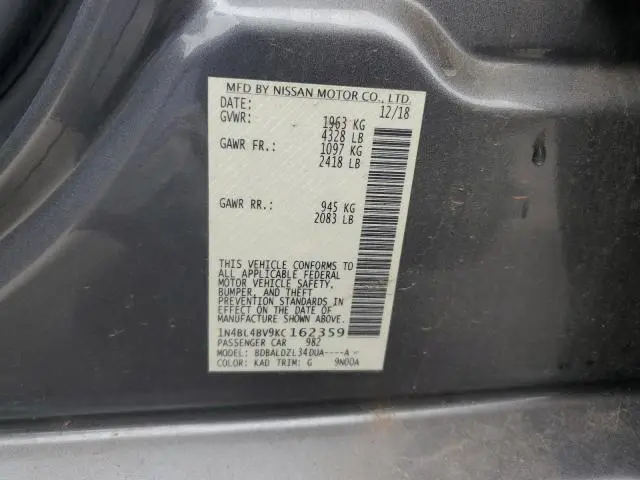 MFD BY NISSAN MOTOR CO., LTD.
DATE: 12/18
GVWR: 1963 KG
4328 LB
GAWR FR.: 1097 KG
2418 LB
GAWR RR.: 945 KG
2083 LB
THIS VEHICLE CONFORMS TO
ALL APPLICABLE FEDERAL
MOTOR VEHICLE SAFETY,
BUMPER, AND THEFT
PREVENTION STANDARDS IN
EFFECT ON THE DATE OF
MANUFACTURE SHOWN ABOVE.
1N4BL4BV9KC162359
PASSENGER CAR 982
MODEL: BDBALDZL34DUA----A-
COLOR: KAD TRIM: G 9N00A